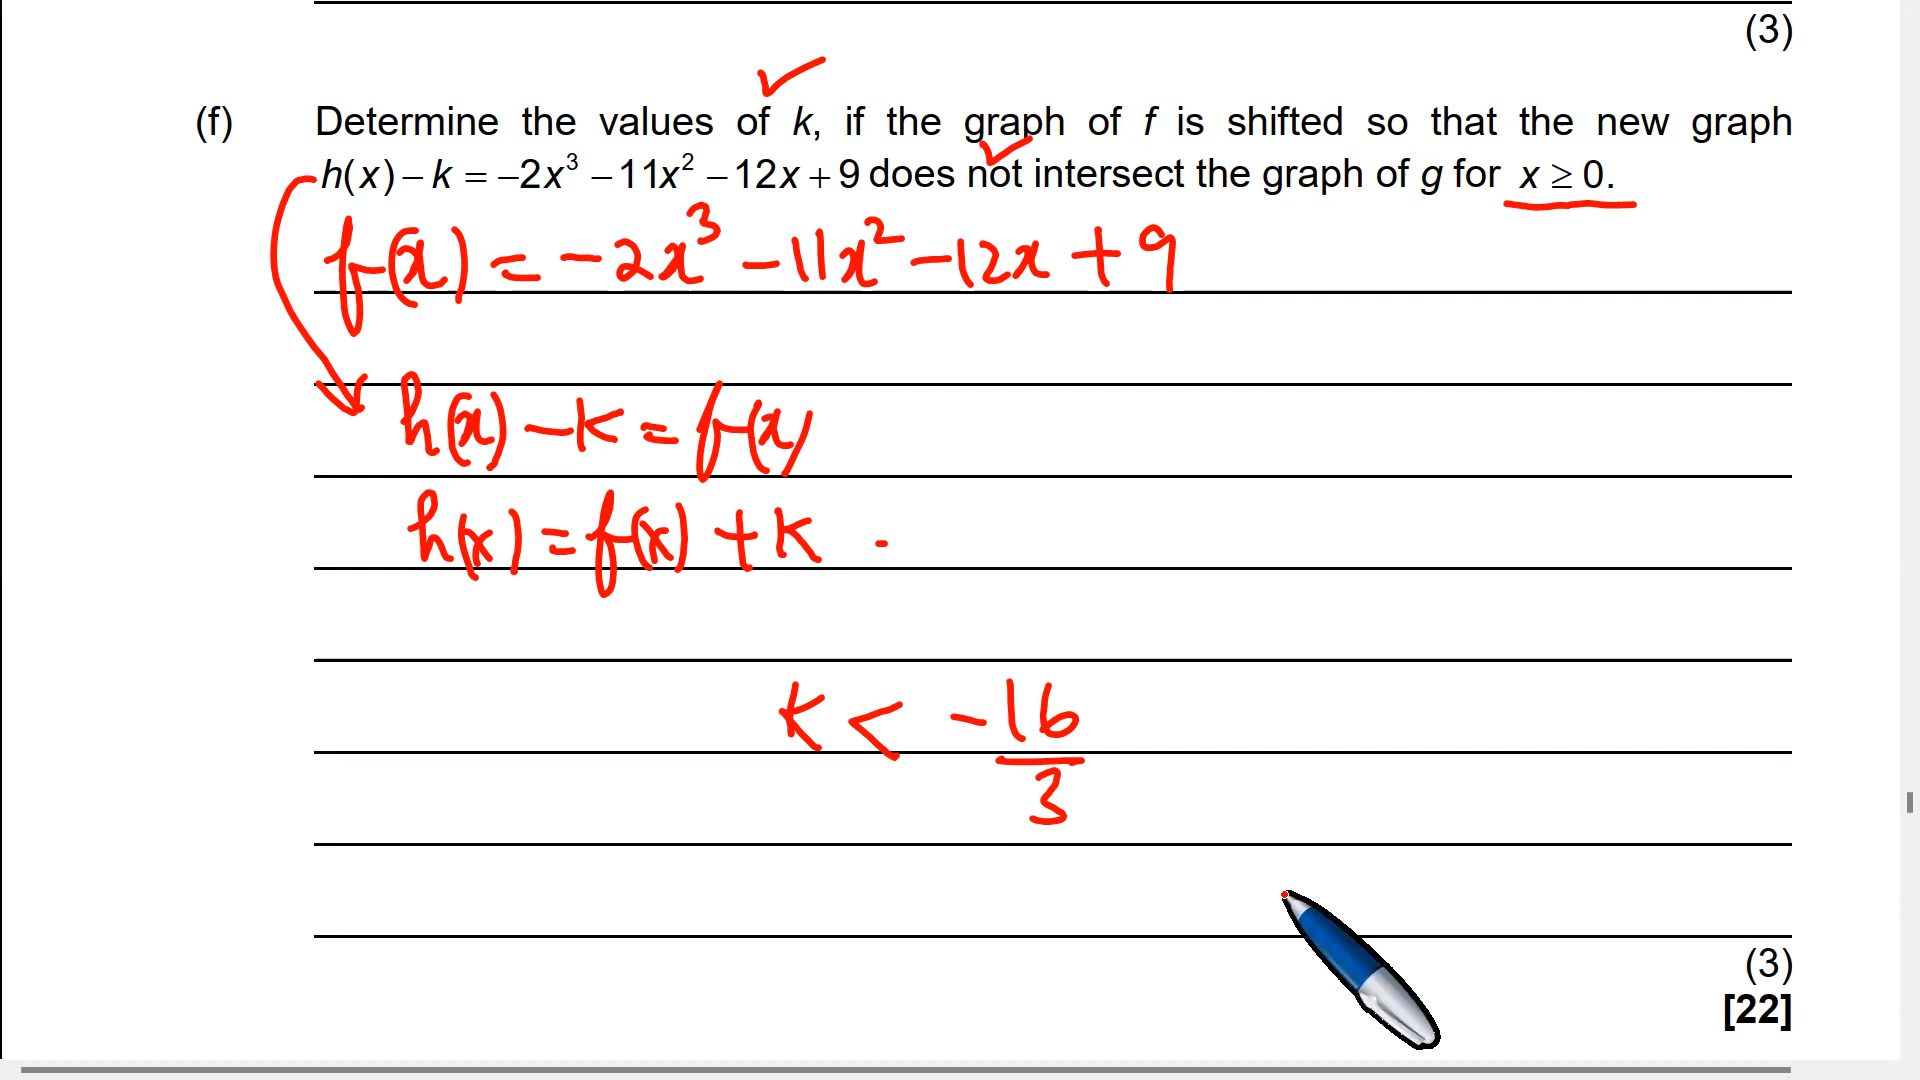 (3)
(f) Determine the values of k, if the graph of f is shifted so that the new graph
h(x) – k = –2x³ – 11x² – 12x + 9 does not intersect the graph of g for x ≥ 0.
f(x) = -2x³ - 11x² - 12x + 9
h(x) - k = f(x)
h(x) = f(x) + k
k < -16/3
(3)
[22]